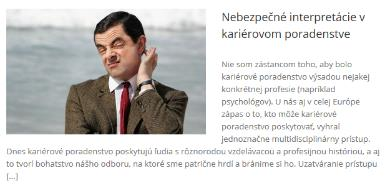 Nebezpečné interpretácie v
kariérovom poradenstve
Nie som zástancom toho, aby bolo
kariérové poradenstvo výsadou nejakej
konkrétnej profesie (napríklad
psychológov). U nás aj v celej Európe
zápas o to, kto môže kariérové
poradenstvo poskytovať, vyhral
jednoznačne multidisciplinárny prístup.
Dnes kariérové poradenstvo poskytujú ľudia s rôznorodou vzdelávacou a profesijnou históriou, a aj
to tvorí bohatstvo nášho odboru, na ktoré sme patrične hrdí a bránime si ho. Uzatváranie prístupu
[...]